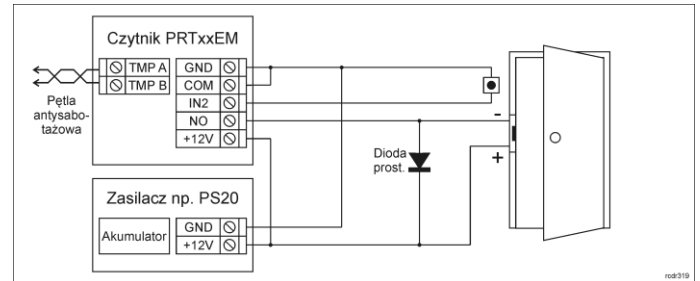 Czytnik PRTxxEM
TMP A
TMP B
GND
COM
IN2
NO
+12V
Pętla
antysabo-
tażowa
Dioda
prost.
-
+
Zasilacz np. PS20
Akumulator
GND
+12V
rodr319